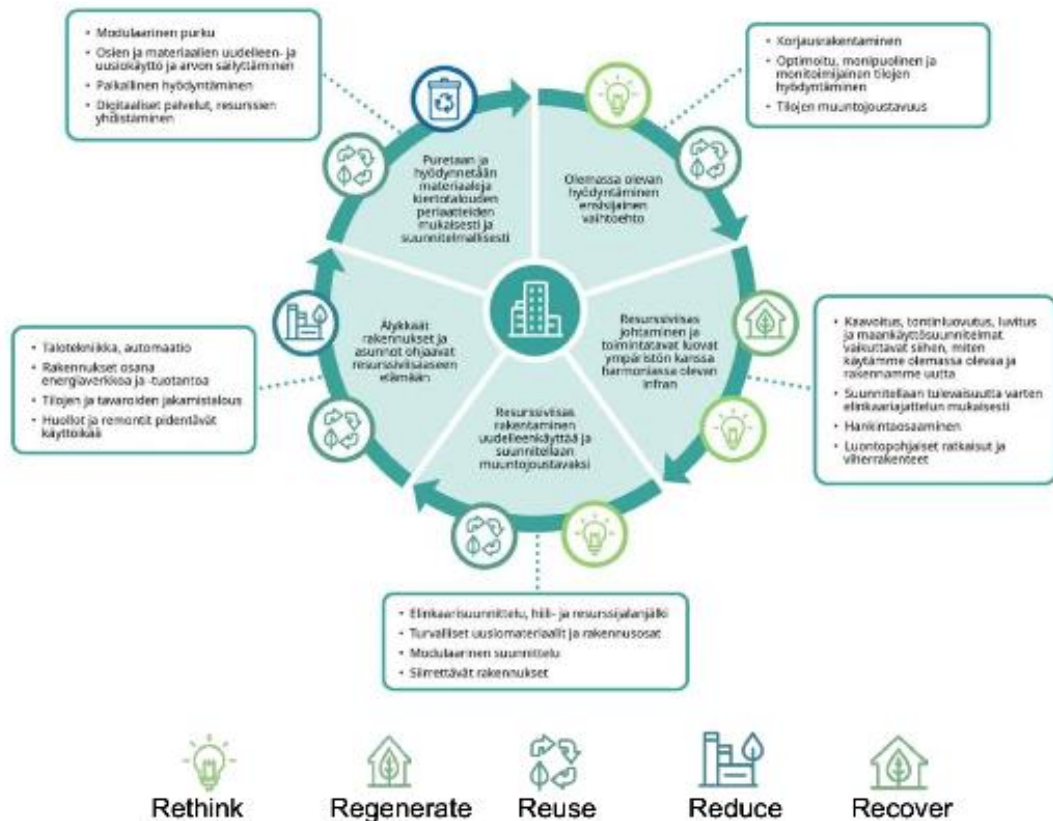 • Modulaarinen purku
• Osien ja materiaalien uudelleen- ja
uusiokäyttö ja arvon säilyttäminen
• Paikallinen hyödyntäminen
• Digitaaliset palvelut, resurssien
yhdistäminen
• Korjausrakentaminen
• Optimoitu, monipuolinen ja
monitoimijainen tilojen
hyödyntäminen
• Tilojen muuntojoustavuus
Puretaan ja
hyödynnetään
materiaaleja
kiertotalouden
periaatteiden
mukaisesti ja
suunnitelmallisesti
Olemassa olevan
hyödyntäminen
ensisijainen
vaihtoehto
Älykkäät
rakennukset ja
asunnot ohjaavat
resurssiviisaaseen
elämään
Resurssiviisas
johtaminen ja
toimintatavat luovat
ympäristön kanssa
harmoniassa olevan
infran
• Talotekniikka, automaatio
• Rakennukset osana
energiaverkkoa ja -tuotantoa
• Tilojen ja tavaroiden jakamistalous
• Huollot ja remontit pidentävät
käyttöikää
• Kaavoitus, tontinluovutus, luvitus
ja maankäyttösuunnitelmat
vaikuttavat siihen, miten
käytämme olemassa olevaa ja
rakennamme uutta
• Suunnitellaan tulevaisuutta varten
elinkaariajattelun mukaisesti
• Hankintaosaaminen
• Luontopohjaiset ratkaisut ja
viherrakenteet
Resurssiviisas
rakentaminen
uudelleenkäyttää ja
suunnitellaan
muuntojoustavaksi
• Elinkaarisuunnittelu, hiili- ja resurssijalanjälki
• Turvalliset uusiomateriaalit ja rakennusosat
• Modulaarinen suunnittelu
• Siirrettävät rakennukset
Rethink
Regenerate
Reuse
Reduce
Recover